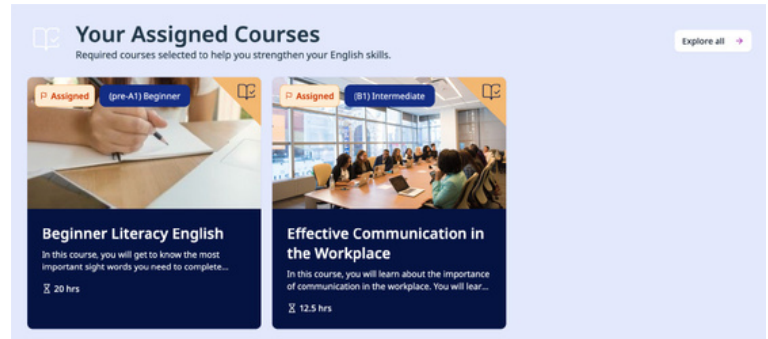 Your Assigned Courses
Required courses selected to help you strengthen your English skills.
Explore all
Assigned
(pre-A1) Beginner
Beginner Literacy English
In this course, you will get to know the most
important sight words you need to complete...
20 hrs
Assigned
(B1) Intermediate
Effective Communication in
the Workplace
In this course, you will learn about the importance
of communication in the workplace. You will lear...
12.5 hrs